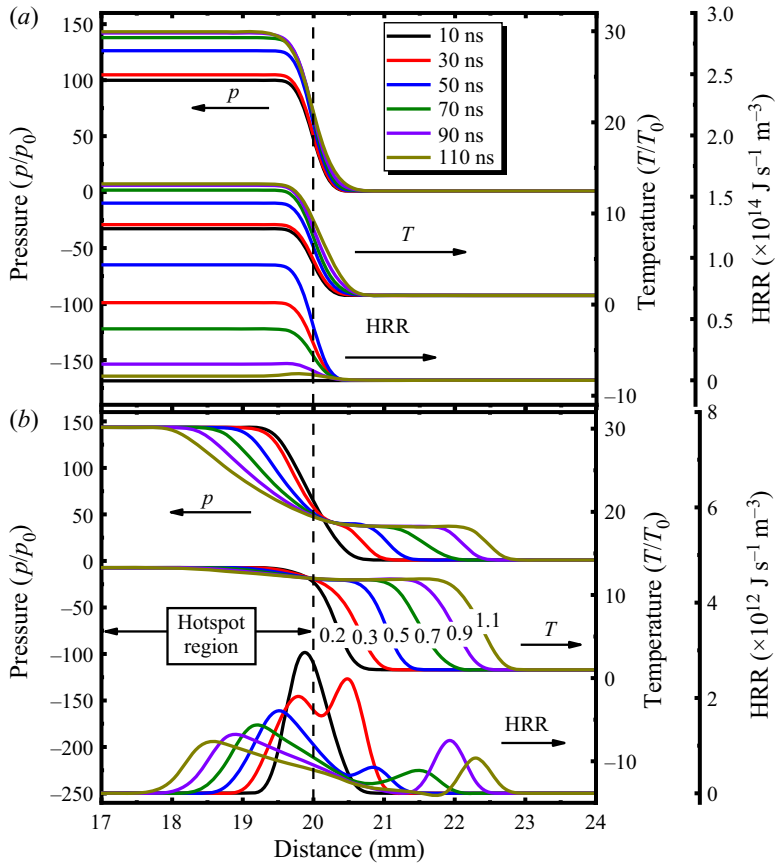 (a)
150
100
50
0
–50
–100
–150
Pressure (p/p0)
p
T
HRR
10 ns
30 ns
50 ns
70 ns
90 ns
110 ns
30
20
10
0
–10
Temperature (T/T0)
3.0
2.5
2.0
1.5
1.0
0.5
0
HRR (×10^14 J s^–1 m^–3)
(b)
150
100
50
0
–50
–100
–150
–200
–250
Pressure (p/p0)
p
Hotspot
region
0.2 0.3 0.5 0.7 0.9 1.1
T
HRR
30
20
10
0
–10
Temperature (T/T0)
8
6
4
2
0
HRR (×10^12 J s^–1 m^–3)
17 18 19 20 21 22 23 24
Distance (mm)